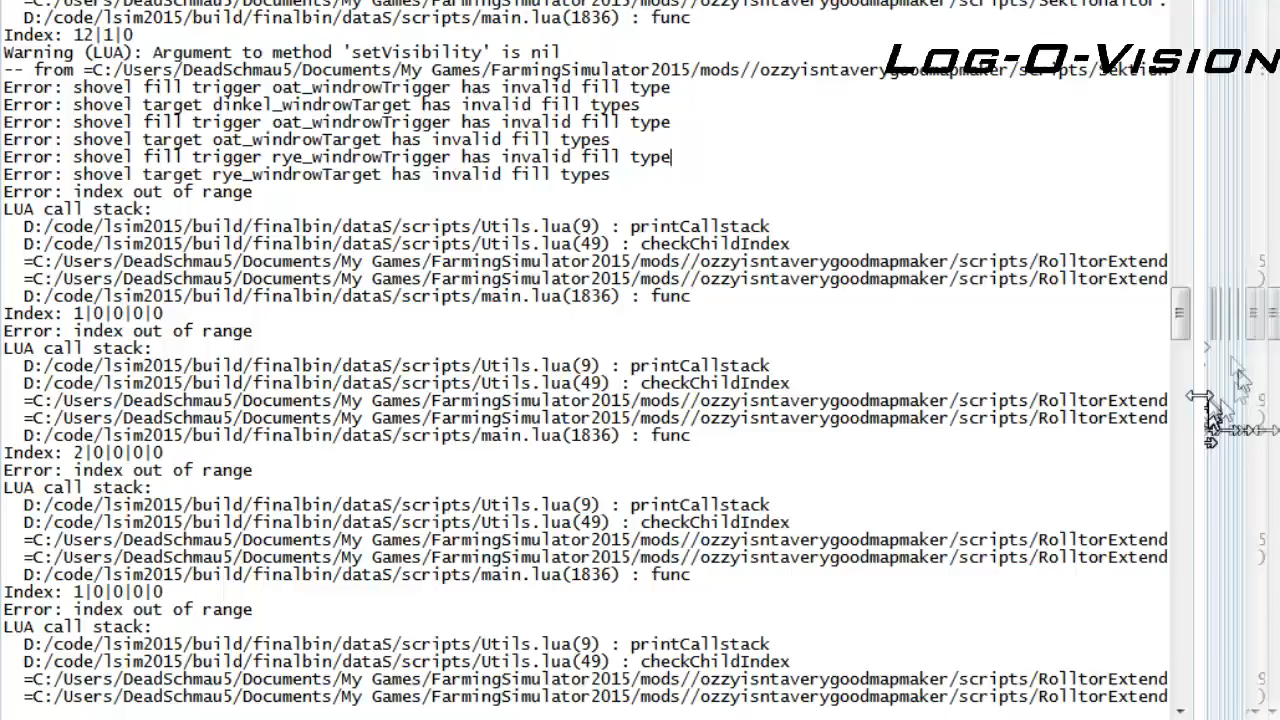 =C:/Users/DeadSchmau5/Documents/My Games/FarmingSimulator2015/mods//ozzyisntaverygoodmapmaker/scripts/Sektionaltor.
D:/code/lsim2015/build/finalbin/dataS/scripts/main.lua(1836) : func
Index: 12|1|0
Warning (LUA): Argument to method 'setVisibility' is nil
LOG-O-VISION
-- from =C:/Users/DeadSchmau5/Documents/My Games/FarmingSimulator2015/mods//ozzyisntaverygoodmapmaker/scripts/Sektion
Error: shovel fill trigger oat_windrowTrigger has invalid fill type
Error: shovel target dinkel_windrowTarget has invalid fill types
Error: shovel fill trigger oat_windrowTrigger has invalid fill type
Error: shovel target oat_windrowTarget has invalid fill types
Error: shovel fill trigger rye_windrowTrigger has invalid fill type
Error: shovel target rye_windrowTarget has invalid fill types
Error: index out of range
LUA call stack:
D:/code/lsim2015/build/finalbin/dataS/scripts/Utils.lua(9) : printCallstack
D:/code/lsim2015/build/finalbin/dataS/scripts/Utils.lua(49) : checkChildIndex
=C:/Users/DeadSchmau5/Documents/My Games/FarmingSimulator2015/mods//ozzyisntaverygoodmapmaker/scripts/RolltorExtend 5
=C:/Users/DeadSchmau5/Documents/My Games/FarmingSimulator2015/mods//ozzyisntaverygoodmapmaker/scripts/RolltorExtend )
D:/code/lsim2015/build/finalbin/dataS/scripts/main.lua(1836) : func
Index: 1|0|0|0|0
Error: index out of range
LUA call stack:
D:/code/lsim2015/build/finalbin/dataS/scripts/Utils.lua(9) : printCallstack
D:/code/lsim2015/build/finalbin/dataS/scripts/Utils.lua(49) : checkChildIndex
=C:/Users/DeadSchmau5/Documents/My Games/FarmingSimulator2015/mods//ozzyisntaverygoodmapmaker/scripts/RolltorExtend 9
=C:/Users/DeadSchmau5/Documents/My Games/FarmingSimulator2015/mods//ozzyisntaverygoodmapmaker/scripts/RolltorExtend )
D:/code/lsim2015/build/finalbin/dataS/scripts/main.lua(1836) : func
Index: 2|0|0|0|0
Error: index out of range
LUA call stack:
D:/code/lsim2015/build/finalbin/dataS/scripts/Utils.lua(9) : printCallstack
D:/code/lsim2015/build/finalbin/dataS/scripts/Utils.lua(49) : checkChildIndex
=C:/Users/DeadSchmau5/Documents/My Games/FarmingSimulator2015/mods//ozzyisntaverygoodmapmaker/scripts/RolltorExtend 5
=C:/Users/DeadSchmau5/Documents/My Games/FarmingSimulator2015/mods//ozzyisntaverygoodmapmaker/scripts/RolltorExtend )
D:/code/lsim2015/build/finalbin/dataS/scripts/main.lua(1836) : func
Index: 1|0|0|0|0
Error: index out of range
LUA call stack:
D:/code/lsim2015/build/finalbin/dataS/scripts/Utils.lua(9) : printCallstack
D:/code/lsim2015/build/finalbin/dataS/scripts/Utils.lua(49) : checkChildIndex
=C:/Users/DeadSchmau5/Documents/My Games/FarmingSimulator2015/mods//ozzyisntaverygoodmapmaker/scripts/RolltorExtend 9
=C:/Users/DeadSchmau5/Documents/My Games/FarmingSimulator2015/mods//ozzyisntaverygoodmapmaker/scripts/RolltorExtend )